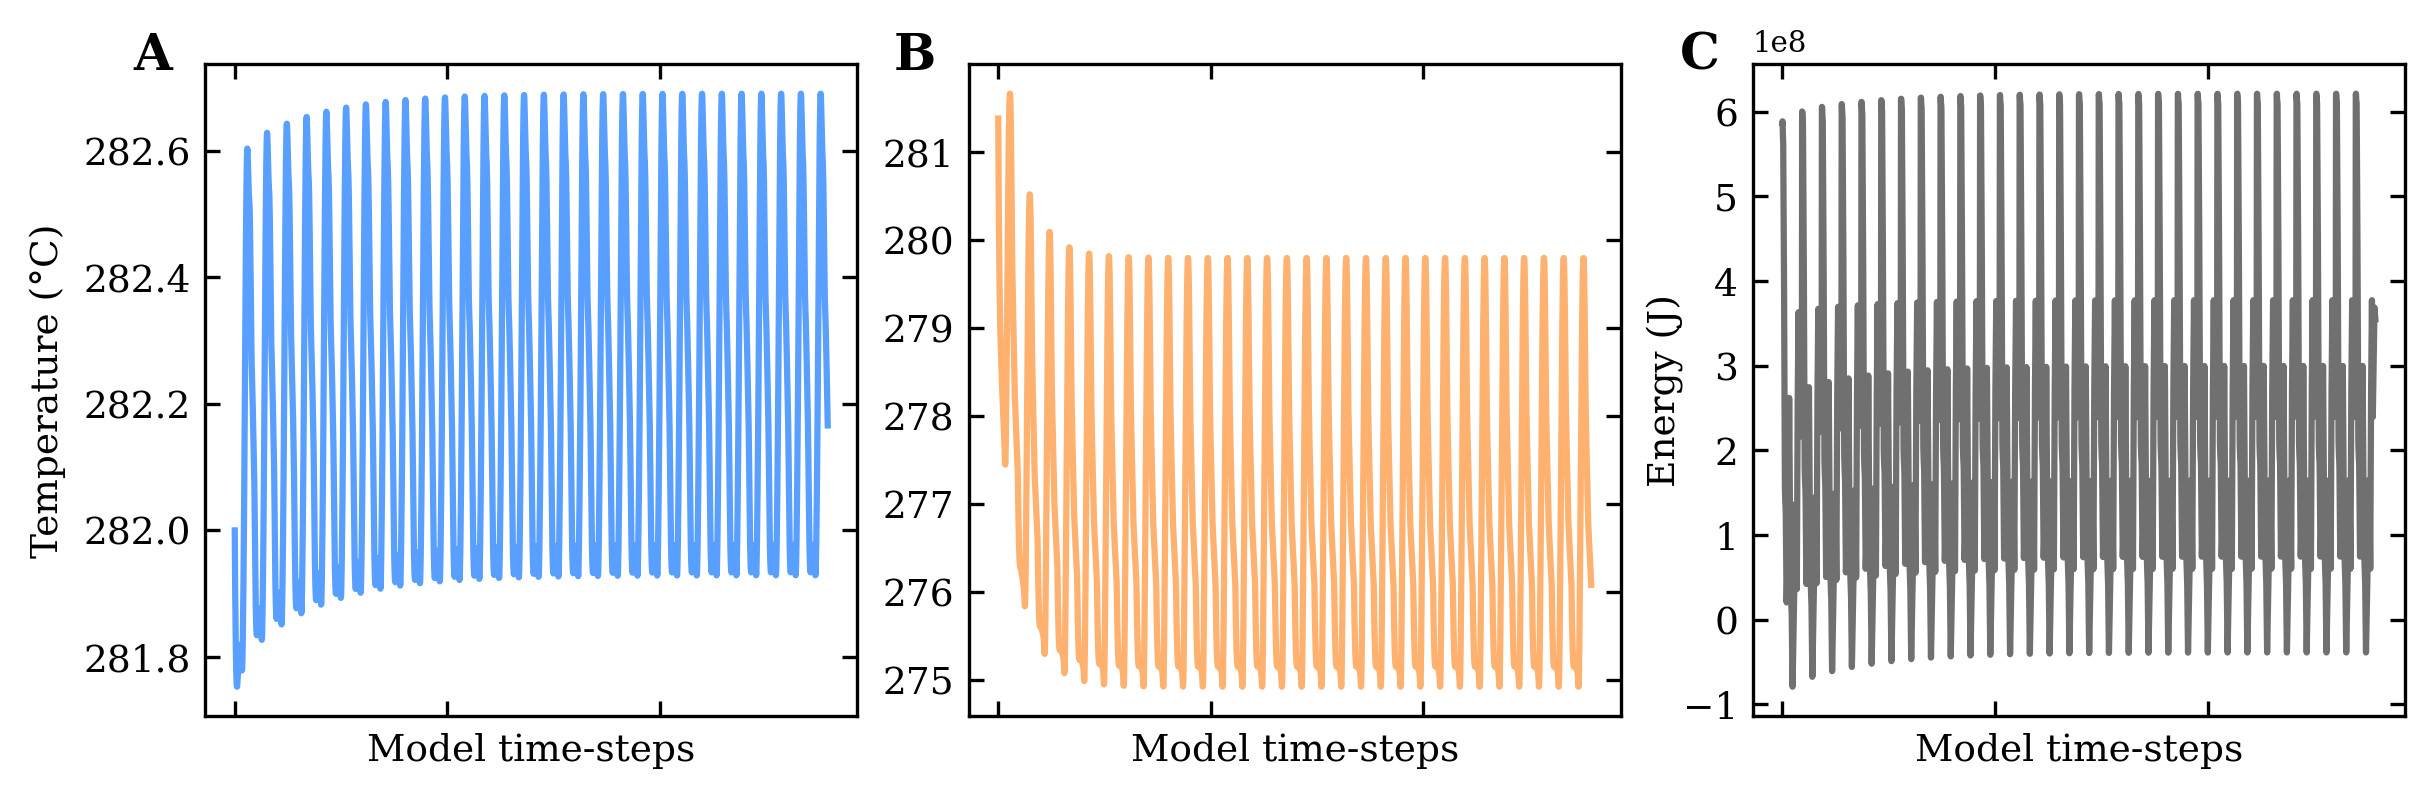 A
B
C
1e8
Temperature (°C)
282.6
282.4
282.2
282.0
281.8
Model time-steps
281
280
279
278
277
276
275
Model time-steps
Energy (J)
6
5
4
3
2
1
0
−1
Model time-steps